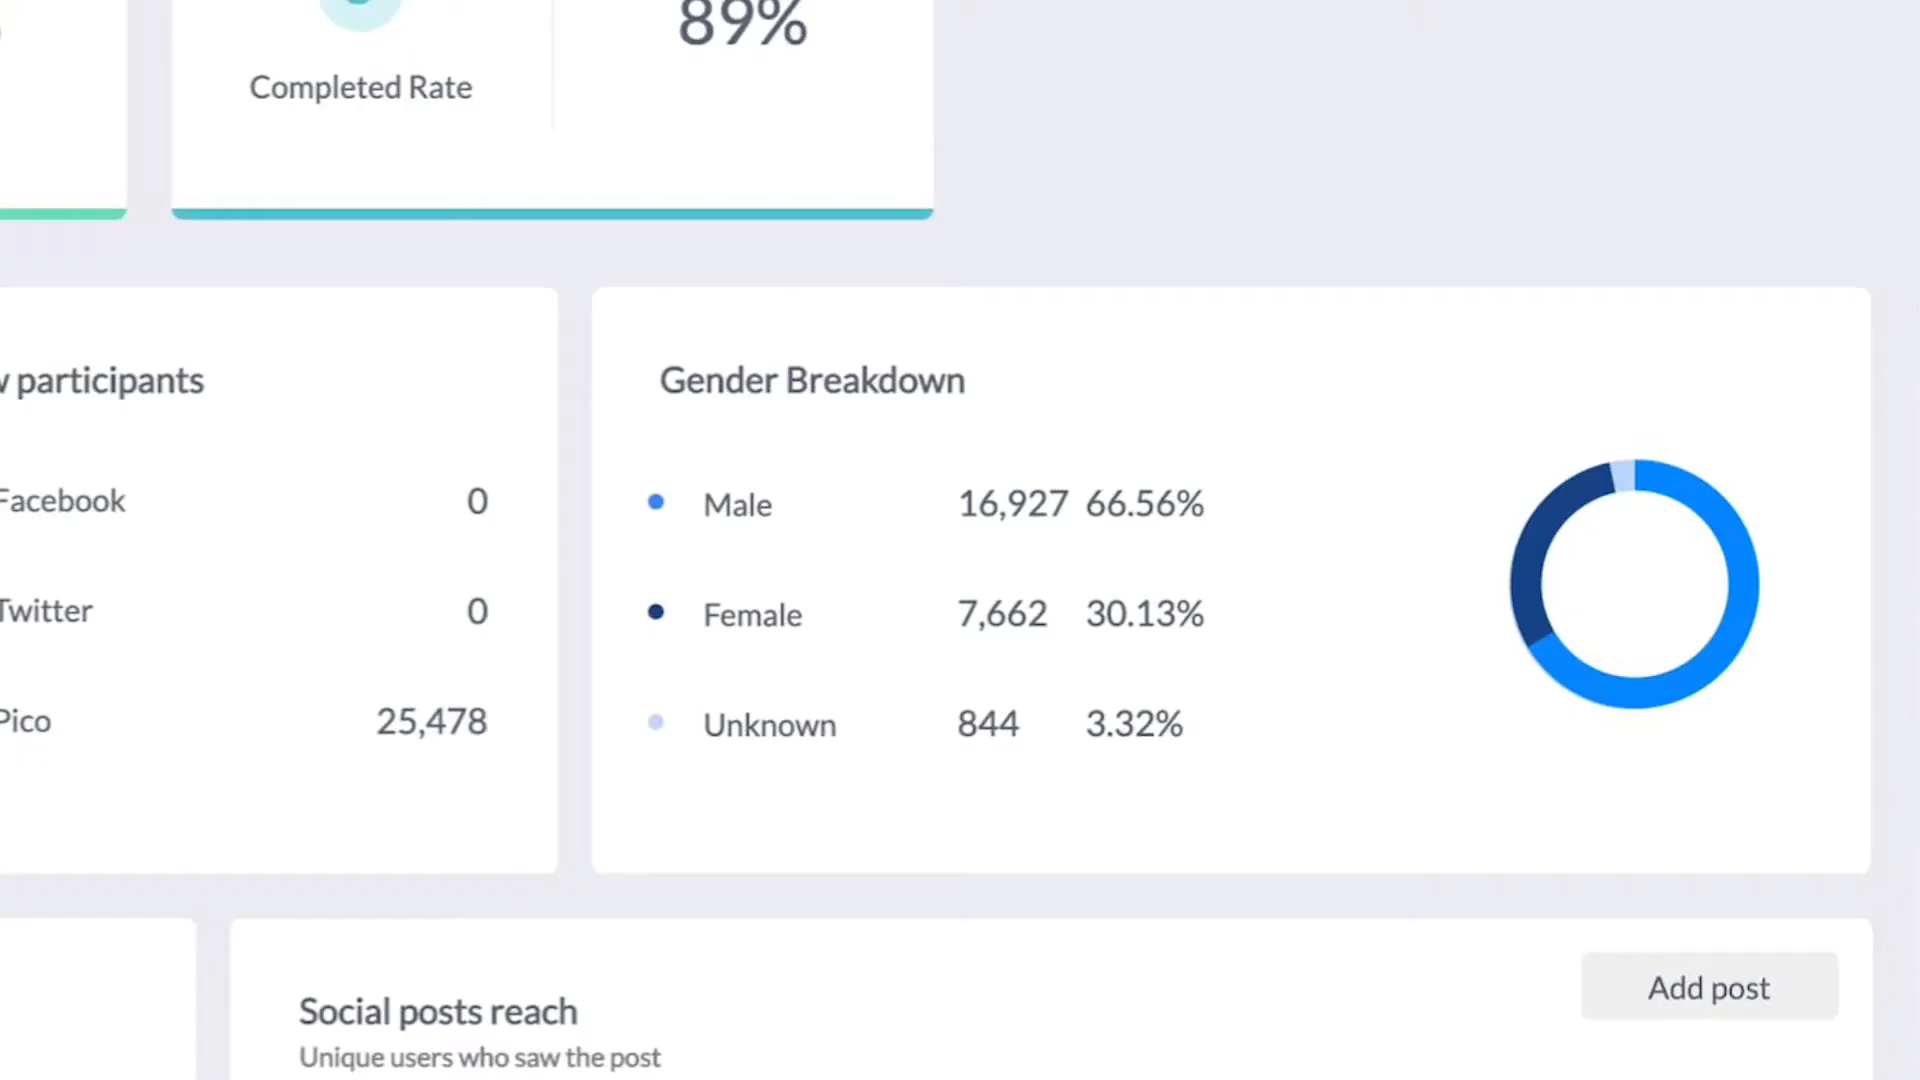 89%
Completed Rate
participants
Gender Breakdown
Facebook 0
Male 16,927 66.56%
Twitter 0
Female 7,662 30.13%
Pico 25,478
Unknown 844 3.32%
Add post
Social posts reach
Unique users who saw the post